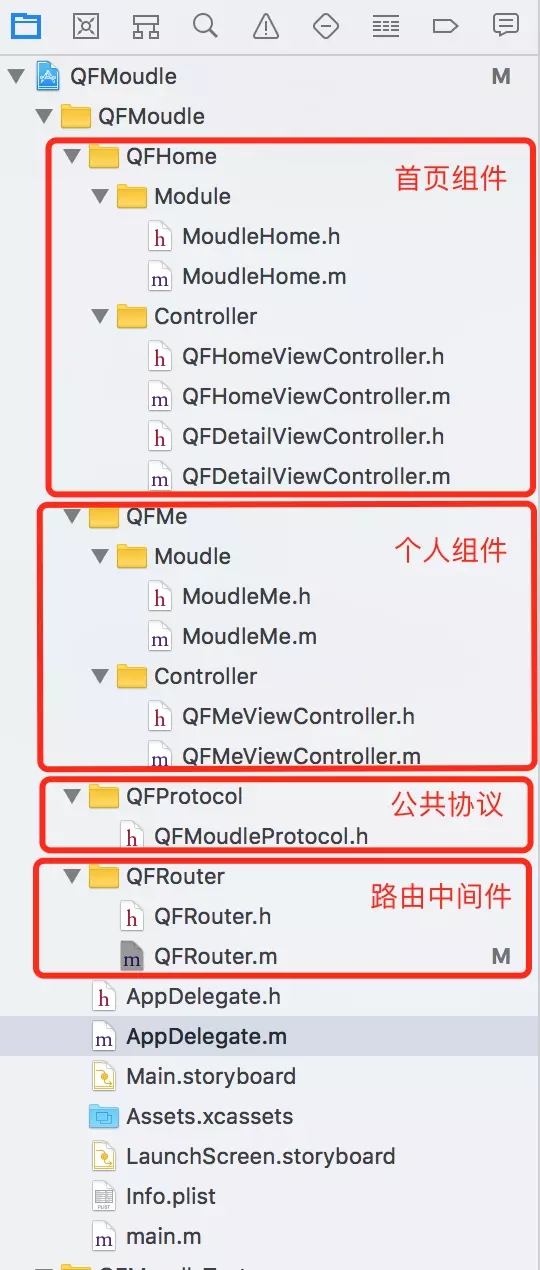 QFMoudle M
QFMoudle
QFHome
首页组件
Module
h MoudleHome.h
m MoudleHome.m
Controller
h QFHomeViewController.h
m QFHomeViewController.m
h QFDetailViewController.h
m QFDetailViewController.m
QFMe
个人组件
Moudle
h MoudleMe.h
m MoudleMe.m
Controller
h QFMeViewController.h
m QFMeViewController.m
QFProtocol
公共协议
h QFMoudleProtocol.h
QFRouter
路由中间件
h QFRouter.h
m QFRouter.m M
h AppDelegate.h
m AppDelegate.m
Main.storyboard
Assets.xcassets
LaunchScreen.storyboard
PLIST Info.plist
m main.m